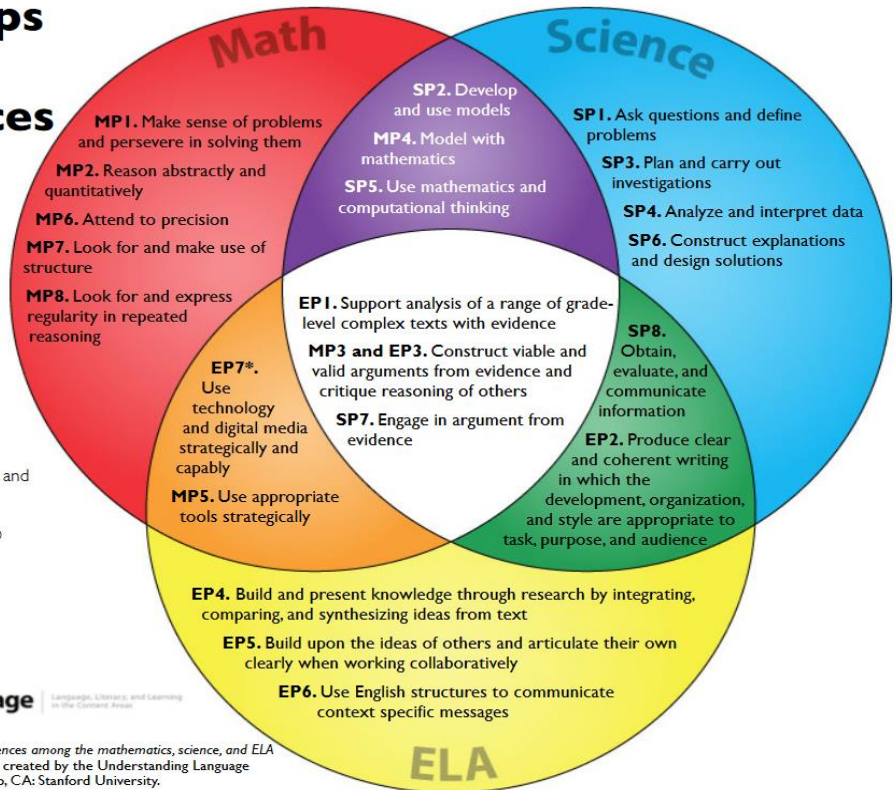 ps
ces
Math
Science
MP1. Make sense of problems
and persevere in solving them
MP2. Reason abstractly and
quantitatively
MP6. Attend to precision
MP7. Look for and make use of
structure
MP8. Look for and express
regularity in repeated
reasoning
SP2. Develop
and use models
MP4. Model with
mathematics
SP5. Use mathematics and
computational thinking
SP1. Ask questions and define
problems
SP3. Plan and carry out
investigations
SP4. Analyze and interpret data
SP6. Construct explanations
and design solutions
EP1. Support analysis of a range of grade-
level complex texts with evidence
MP3 and EP3. Construct viable and
valid arguments from evidence and
critique reasoning of others
SP7. Engage in argument from
evidence
EP7*.
Use
technology
and digital media
strategically and
capably
MP5. Use appropriate
tools strategically
SP8.
Obtain,
evaluate, and
communicate
information
EP2. Produce clear
and coherent writing
in which the
development, organization,
and style are appropriate to
task, purpose, and audience
EP4. Build and present knowledge through research by integrating,
comparing, and synthesizing ideas from text
EP5. Build upon the ideas of others and articulate their own
clearly when working collaboratively
EP6. Use English structures to communicate
context specific messages
ELA
and
age
Language, Literacy, and Learning
in the Content Areas
ences among the mathematics, science, and ELA
created by the Understanding Language
o, CA: Stanford University.